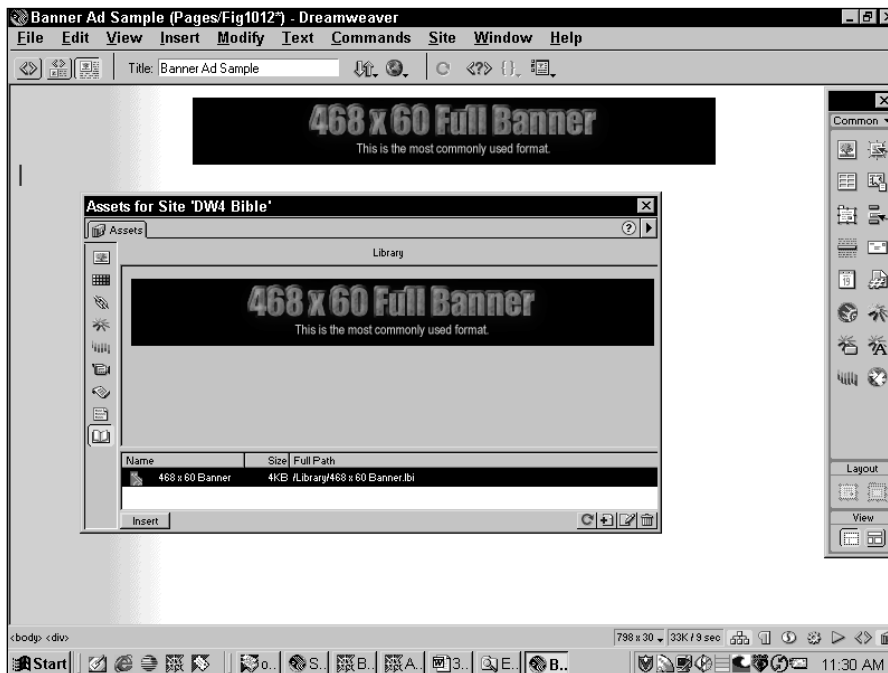 Banner Ad Sample (Pages/Fig1012*) - Dreamweaver
File Edit View Insert Modify Text Commands Site Window Help
Title: Banner Ad Sample
468 x 60 Full Banner
This is the most commonly used format.
Common
Assets for Site 'DW4 Bible'
Assets
Library
468 x 60 Full Banner
This is the most commonly used format.
Name Size Full Path
468 x 60 Banner 4KB /Library/468 x 60 Banner.lbi
Insert
Layout
View
<body> <div>
798 x 30 33K / 9 sec
Start o.. S.. B.. A.. 3.. E.. B.. 11:30 AM